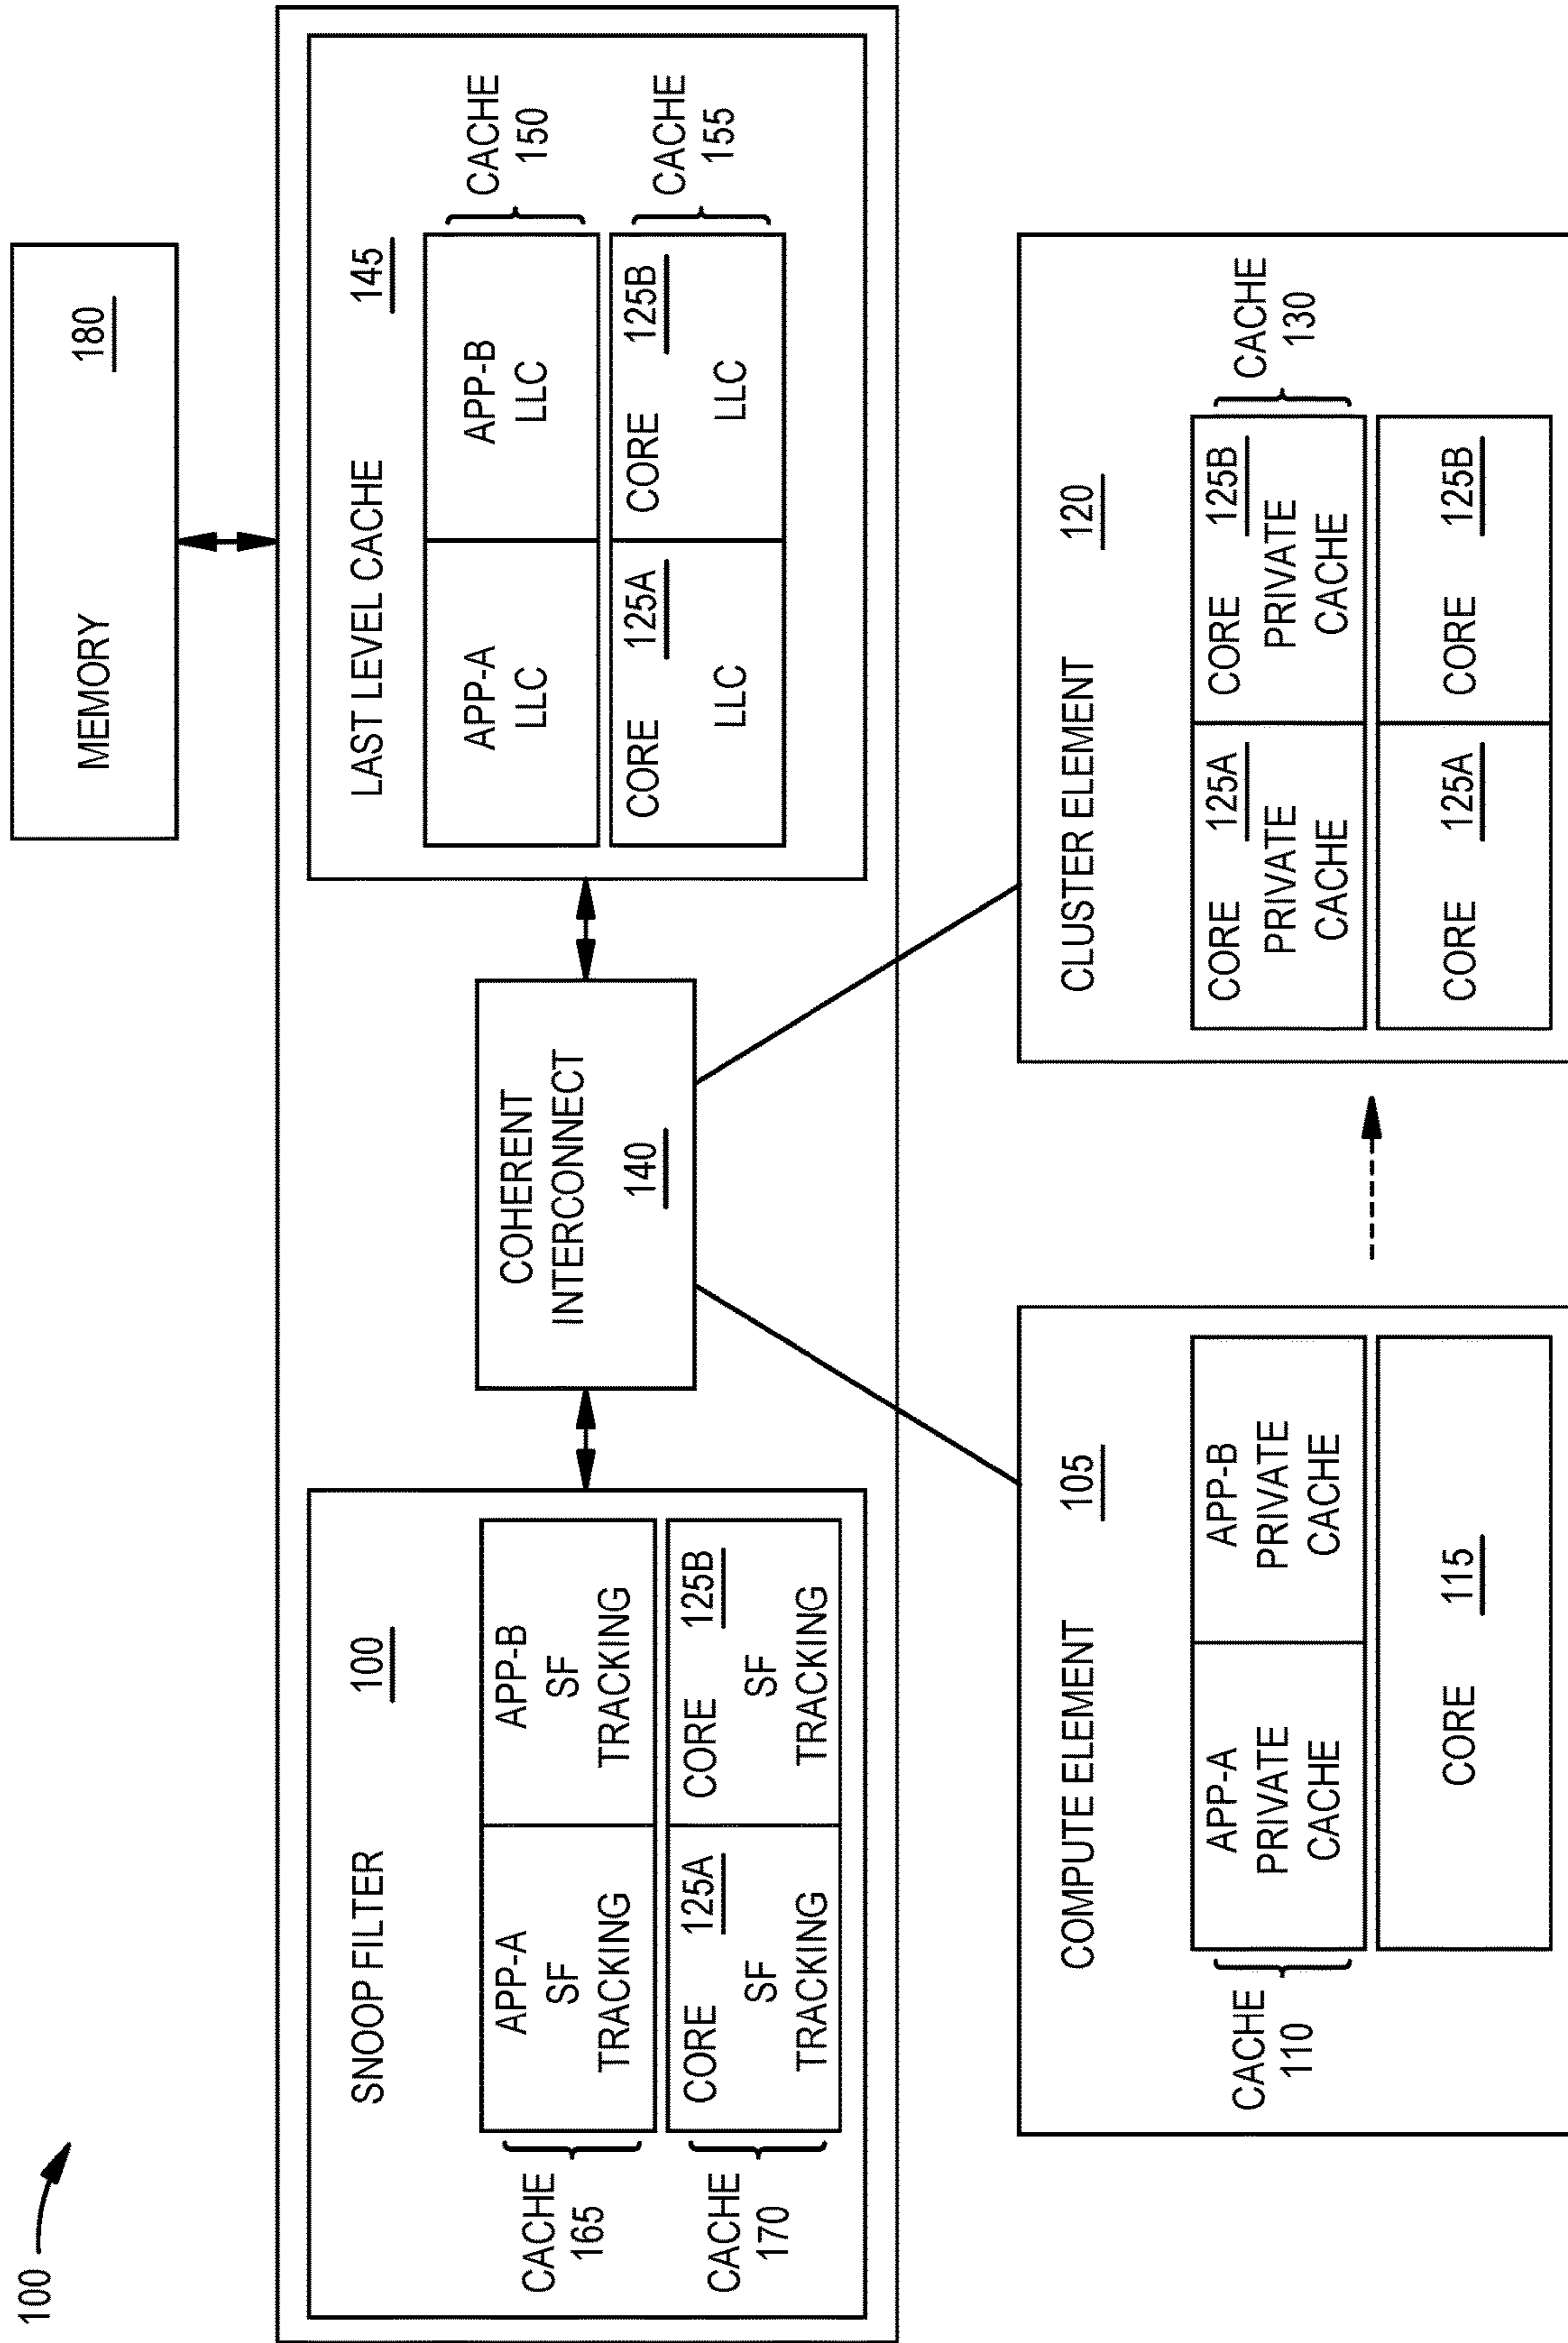 100
MEMORY
180
SNOOP FILTER
100
APP-A
SF
TRACKING
APP-B
SF
TRACKING
CORE 125A
SF
TRACKING
CORE 125B
SF
TRACKING
CACHE
165
CACHE
170
COHERENT
INTERCONNECT
140
LAST LEVEL CACHE
145
APP-A
LLC
APP-B
LLC
CORE 125A
LLC
CORE 125B
LLC
CACHE
150
CACHE
155
COMPUTE ELEMENT
105
APP-A
PRIVATE
CACHE
APP-B
PRIVATE
CACHE
CACHE
110
CORE
115
CLUSTER ELEMENT
120
CORE 125A
PRIVATE
CACHE
CORE 125B
PRIVATE
CACHE
CACHE
130
CORE 125A
CORE 125B